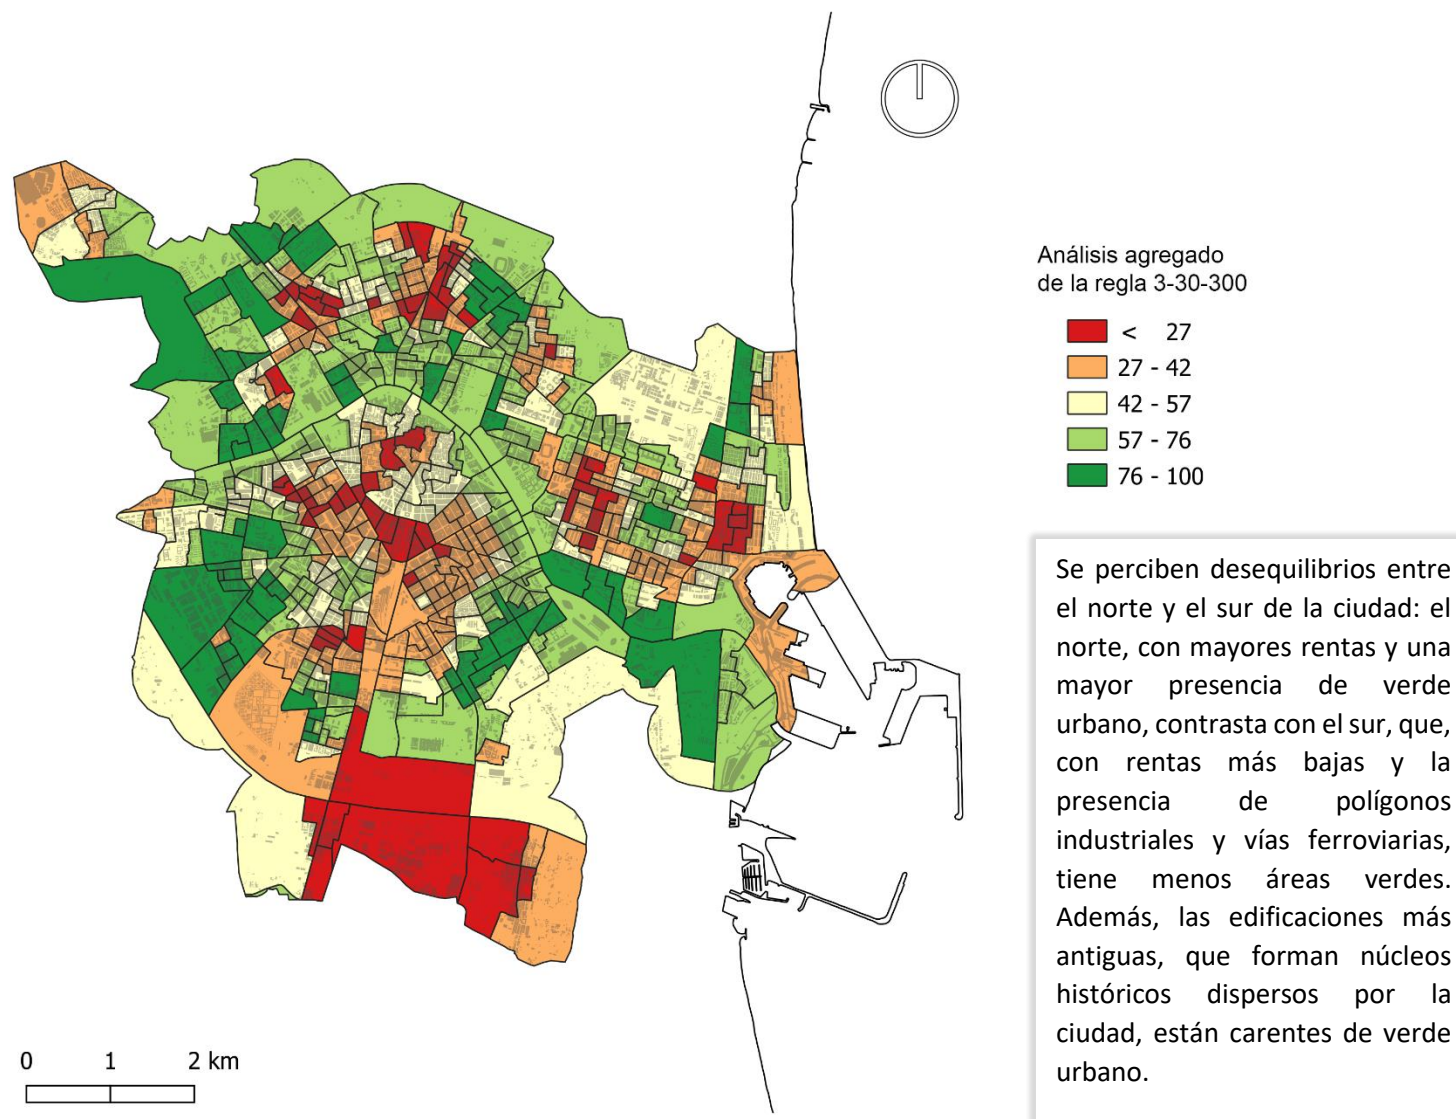 Análisis agregado
de la regla 3-30-300
< 27
27 - 42
42 - 57
57 - 76
76 - 100
Se perciben desequilibrios entre
el norte y el sur de la ciudad: el
norte, con mayores rentas y una
mayor presencia de verde
urbano, contrasta con el sur, que,
con rentas más bajas y la
presencia de polígonos
industriales y vías ferroviarias,
tiene menos áreas verdes.
Además, las edificaciones más
antiguas, que forman núcleos
históricos dispersos por la
ciudad, están carentes de verde
urbano.
0 1 2 km